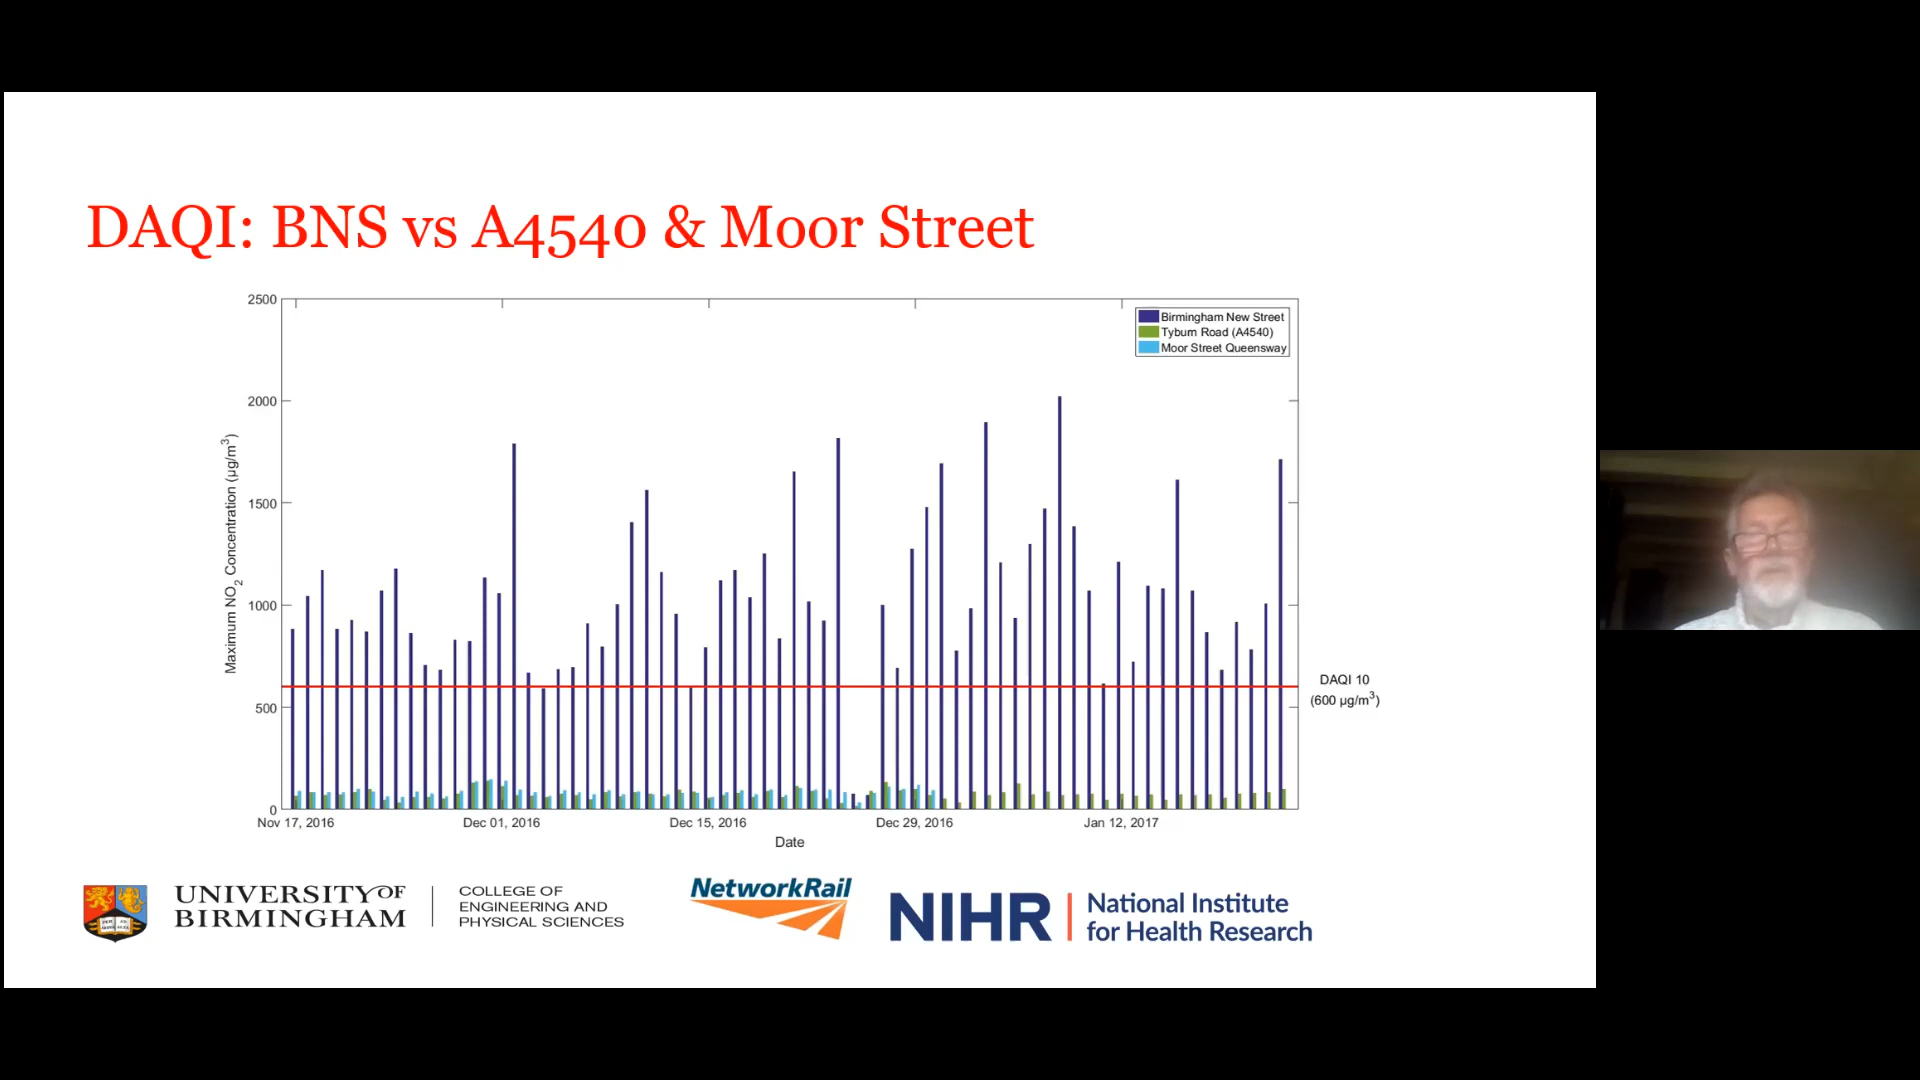 DAQI: BNS vs A4540 & Moor Street
2500
2000
1500
1000
500
0
Maximum NO2 Concentration (µg/m3)
Birmingham New Street
Tyburn Road (A4540)
Moor Street Queensway
DAQI 10
(600 µg/m3)
Nov 17, 2016
Dec 01, 2016
Dec 15, 2016
Dec 29, 2016
Jan 12, 2017
Date
UNIVERSITY OF
BIRMINGHAM
COLLEGE OF
ENGINEERING AND
PHYSICAL SCIENCES
NetworkRail
NIHR
National Institute
for Health Research